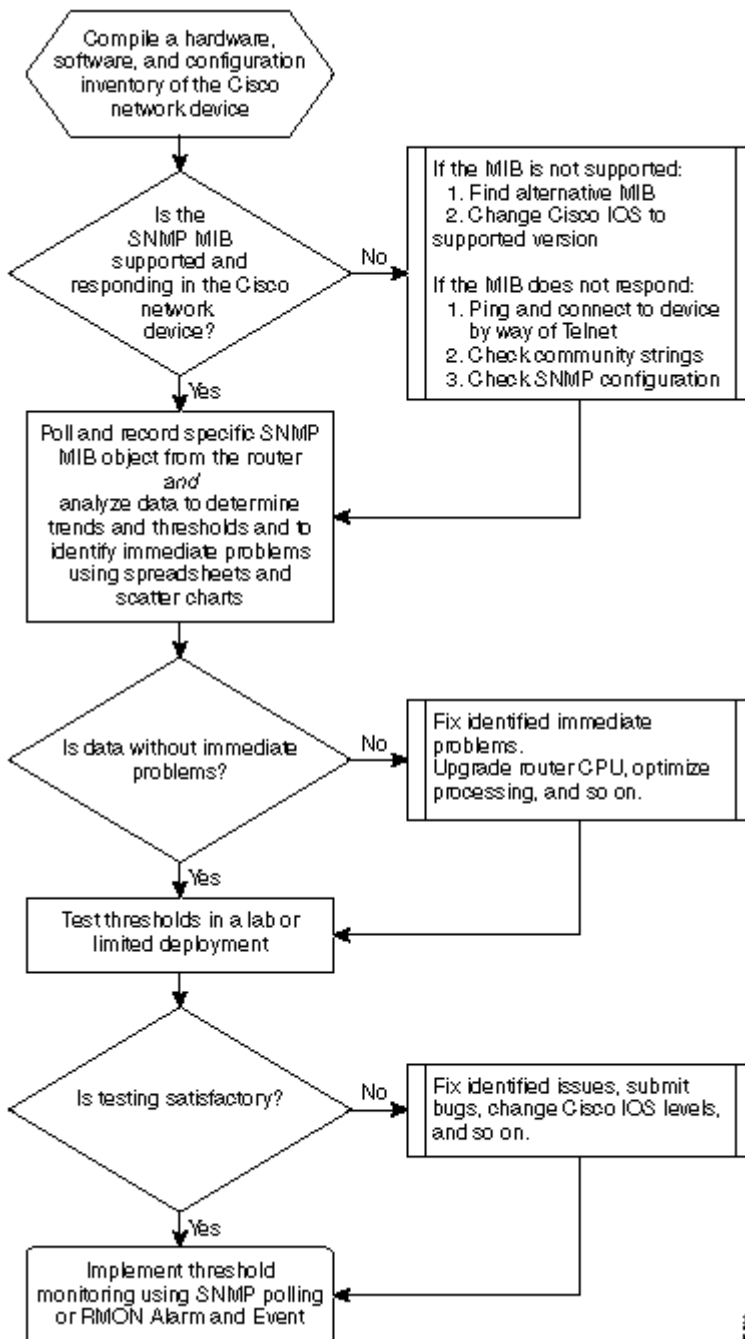 Compile a hardware,
software, and configuration
inventory of the Cisco
network device
Is the
SNMP MIB
supported and
responding in the Cisco
network
device?
No
If the MIB is not supported:
1. Find alternative MIB
2. Change Cisco IOS to
supported version
If the MIB does not respond:
1. Ping and connect to device
by way of Telnet
2. Check community strings
3. Check SNMP configuration
Yes
Poll and record specific SNMP
MIB object from the router
and
analyze data to determine
trends and thresholds and to
identify immediate problems
using spreadsheets and
scatter charts
Is data without immediate
problems?
No
Fix identified immediate
problems.
Upgrade router CPU, optimize
processing, and so on.
Yes
Test thresholds in a lab or
limited deployment
Is testing satisfactory?
No
Fix identified issues, submit
bugs, change Cisco IOS levels,
and so on.
Yes
Implement threshold
monitoring using SNMP polling
or RMON Alarm and Event